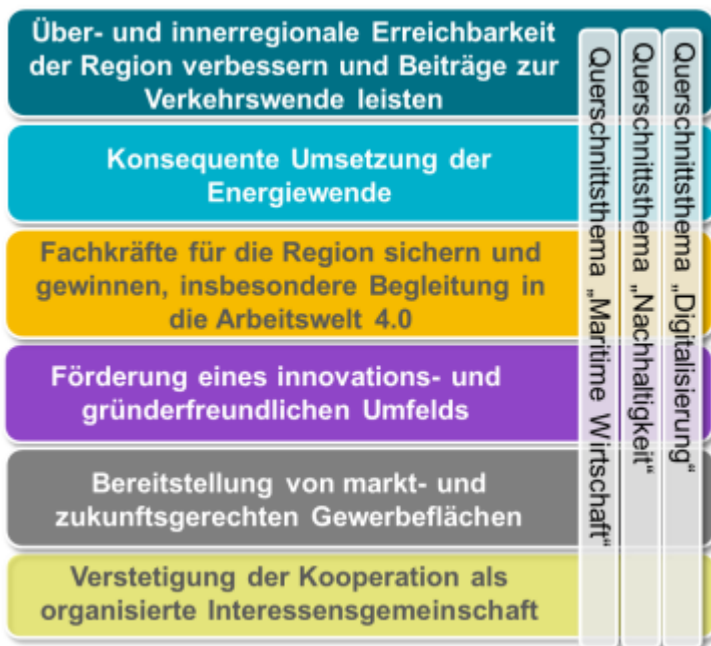 Über- und innerregionale Erreichbarkeit
der Region verbessern und Beiträge zur
Verkehrswende leisten
Konsequente Umsetzung der
Energiewende
Fachkräfte für die Region sichern und
gewinnen, insbesondere Begleitung in
die Arbeitswelt 4.0
Förderung eines innovations- und
gründerfreundlichen Umfelds
Bereitstellung von markt- und
zukunftsgerechten Gewerbeflächen
Verstetigung der Kooperation als
organisierte Interessensgemeinschaft
Querschnittsthema „Maritime Wirtschaft“
Querschnittsthema „Nachhaltigkeit“
Querschnittsthema „Digitalisierung“